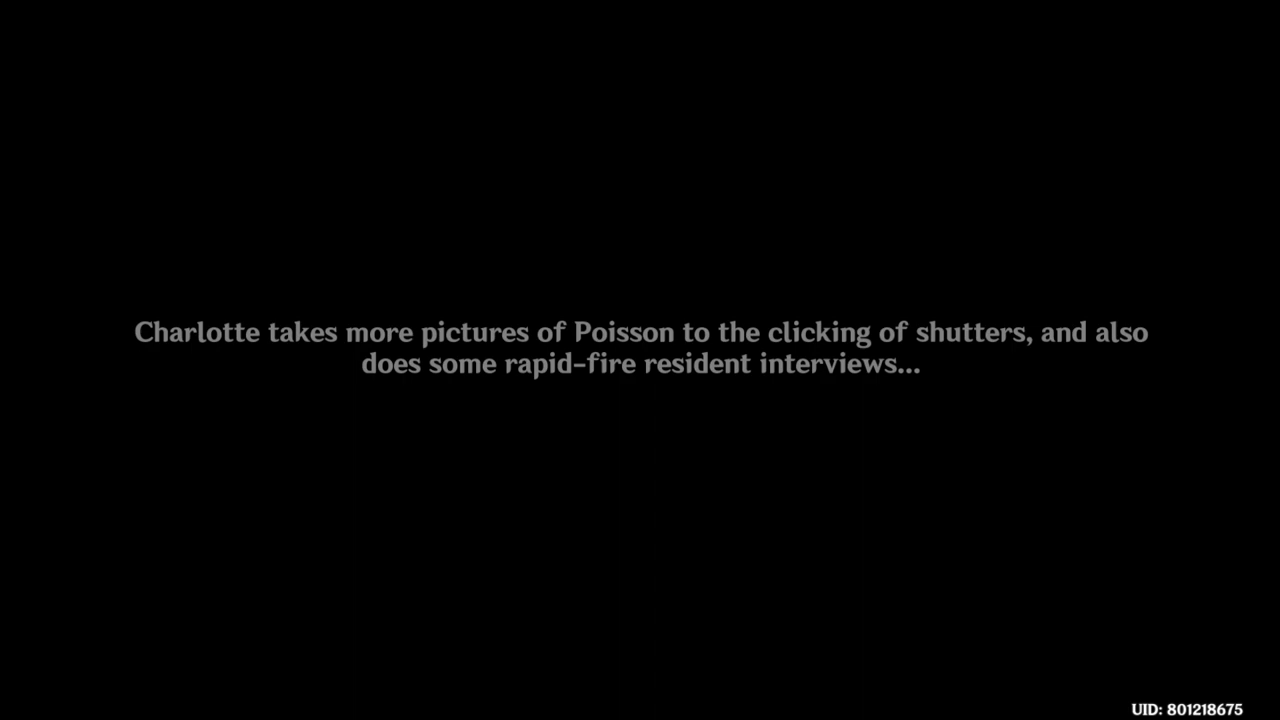 Charlotte takes more pictures of Poisson to the clicking of shutters, and also
does some rapid-fire resident interviews...
UID: 801218675